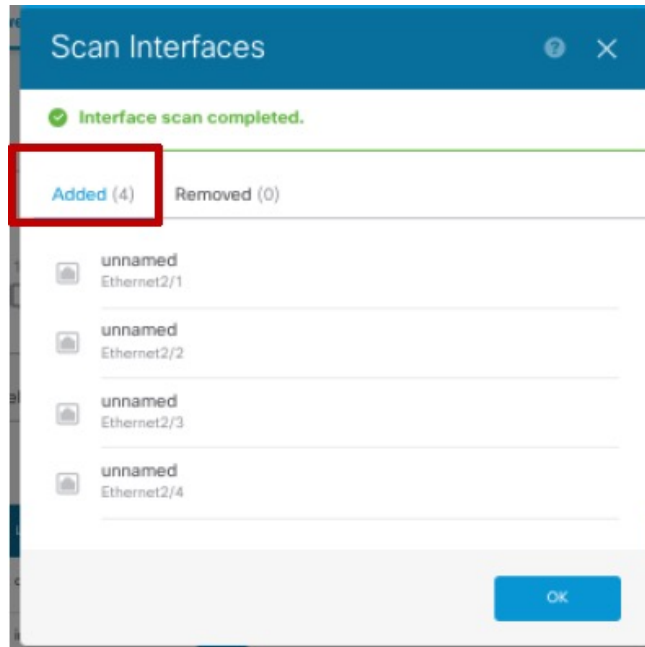 Scan Interfaces
Interface scan completed.
Added (4) Removed (0)
unnamed
Ethernet2/1
unnamed
Ethernet2/2
unnamed
Ethernet2/3
unnamed
Ethernet2/4
OK